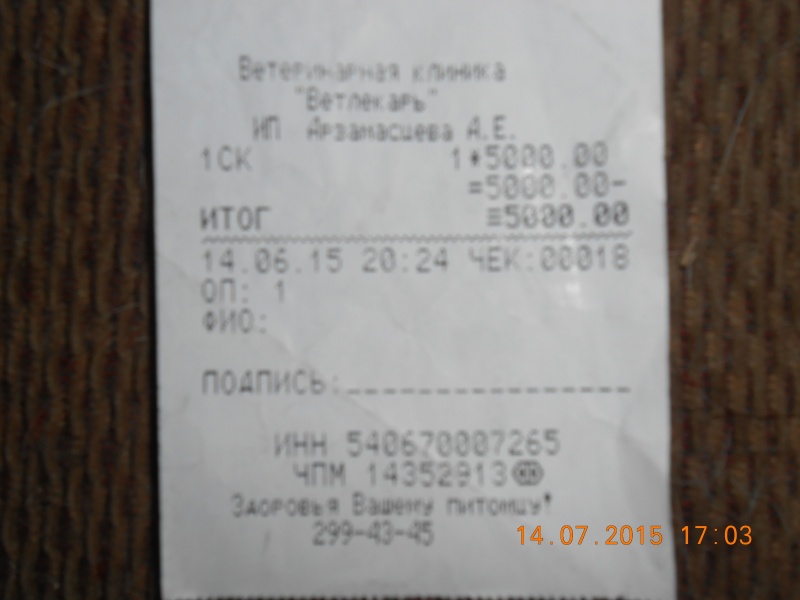 Ветеринарная клиника
"Ветлекарь"
ИП Арзамасцева А.Е.
1СК 1*5000.00
=5000.00-
ИТОГ ≡5000.00
14.06.15 20:24 ЧЕК:00018
ОП: 1
ФИО:
ПОДПИСЬ:_________________
ИНН 540670007265
ЧПМ 14352913
Здоровья Вашему питомцу!
299-43-45
14.07.2015 17:03